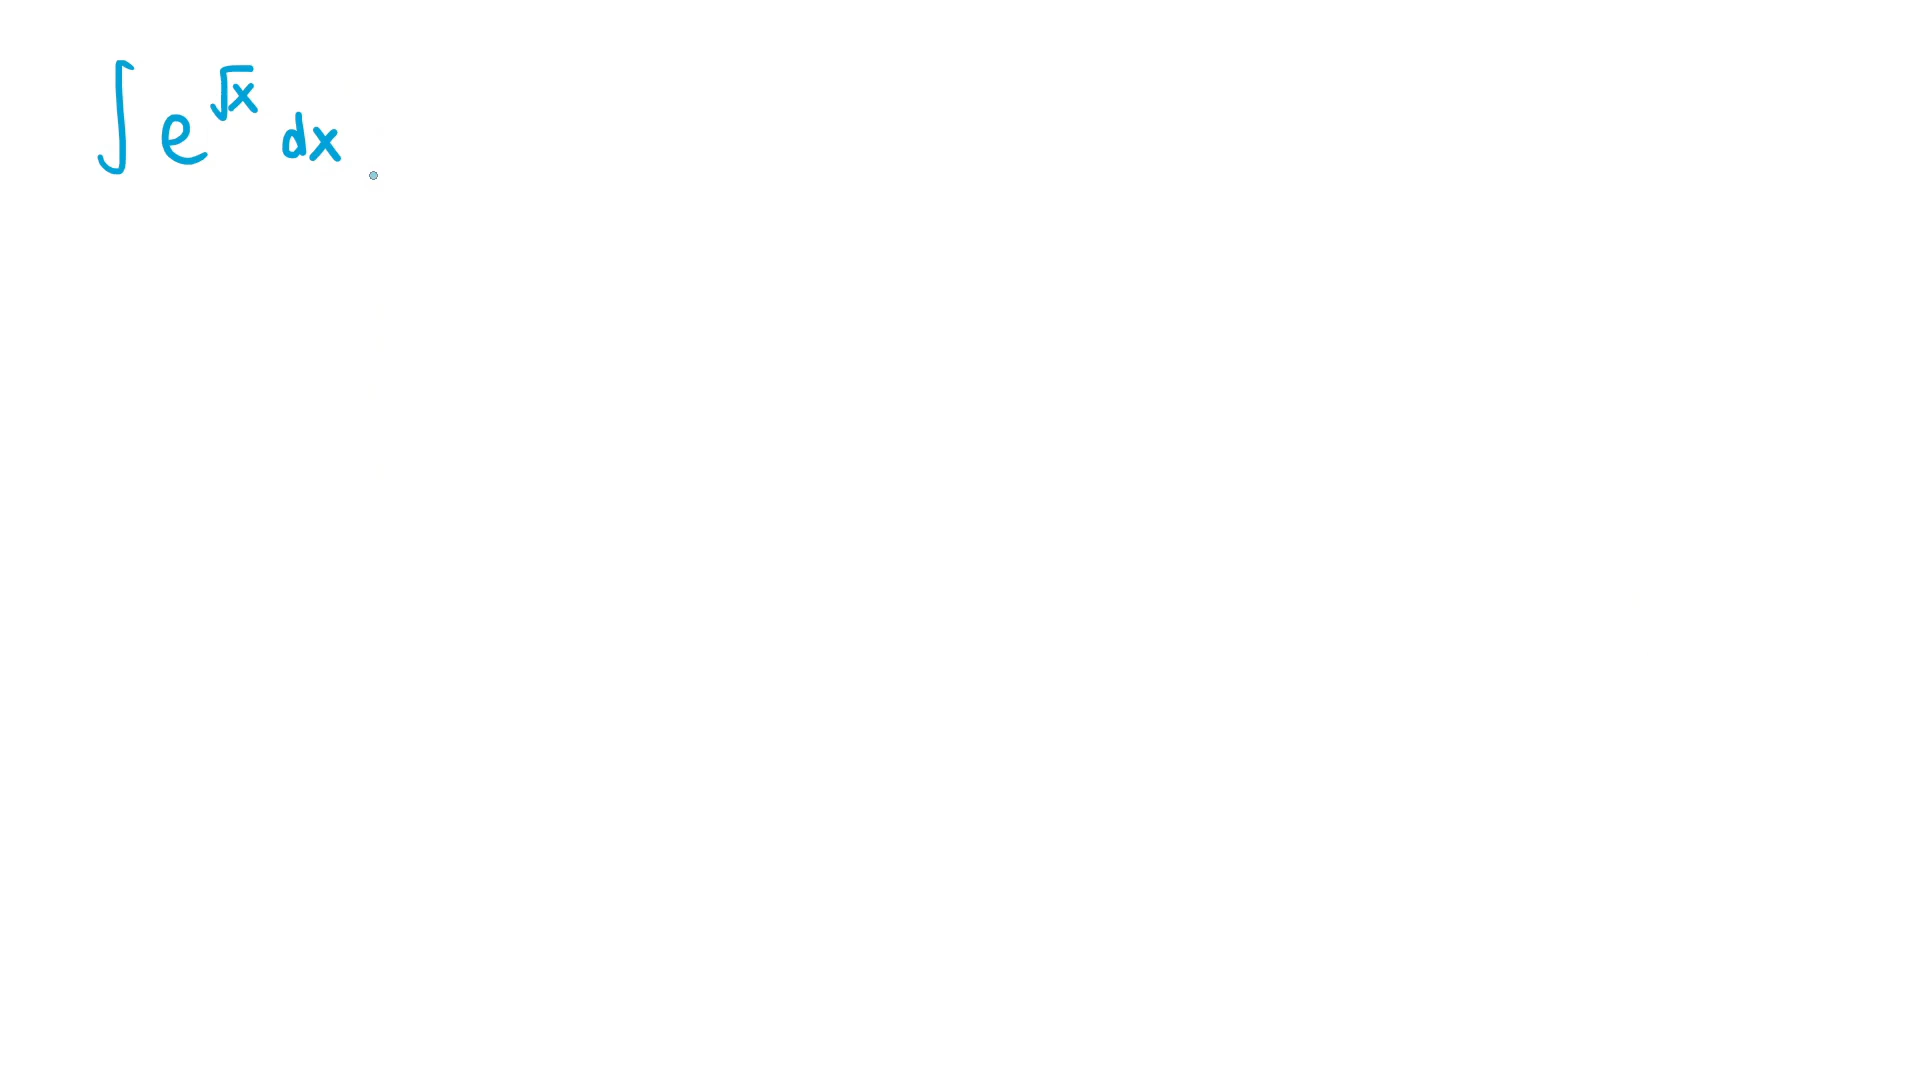 ∫ e^√x dx